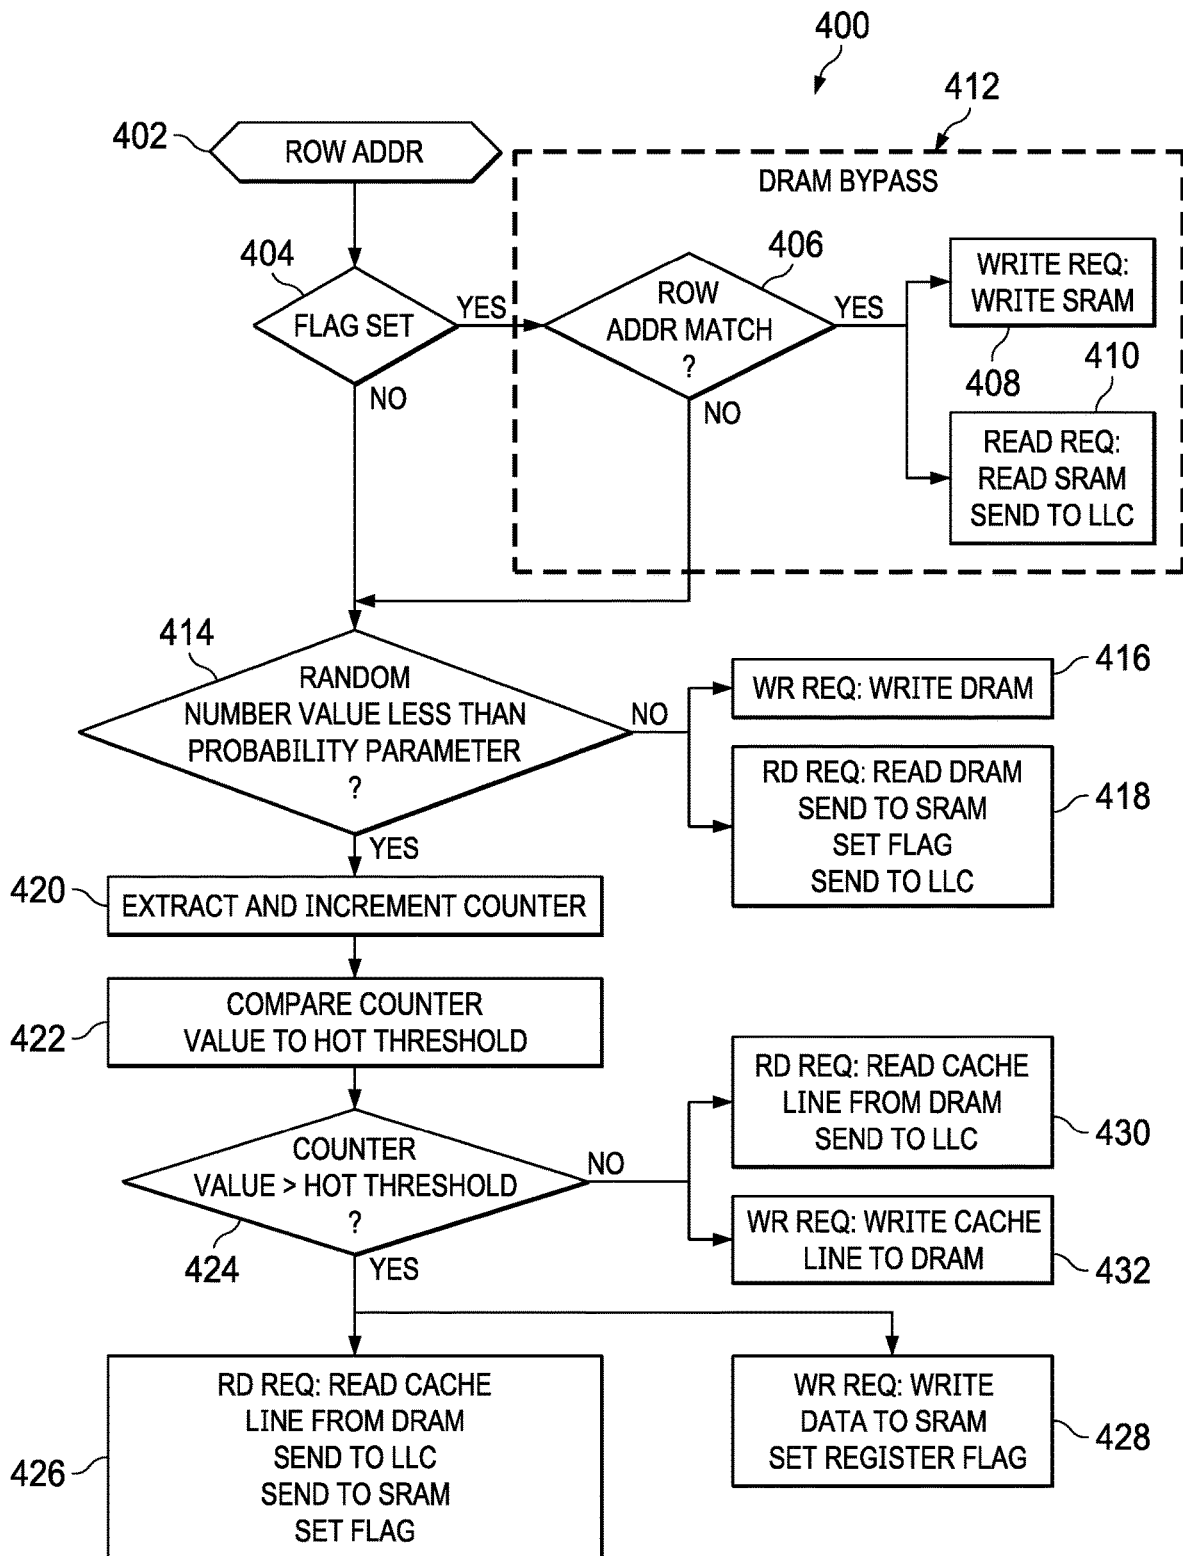 400
412
402
ROW ADDR
DRAM BYPASS
404
FLAG SET
YES
NO
406
ROW
ADDR MATCH
?
YES
NO
WRITE REQ:
WRITE SRAM
408
410
READ REQ:
READ SRAM
SEND TO LLC
414
RANDOM
NUMBER VALUE LESS THAN
PROBABILITY PARAMETER
?
NO
YES
WR REQ: WRITE DRAM
416
RD REQ: READ DRAM
SEND TO SRAM
SET FLAG
SEND TO LLC
418
420
EXTRACT AND INCREMENT COUNTER
422
COMPARE COUNTER
VALUE TO HOT THRESHOLD
COUNTER
VALUE > HOT THRESHOLD
?
424
NO
YES
RD REQ: READ CACHE
LINE FROM DRAM
SEND TO LLC
430
WR REQ: WRITE CACHE
LINE TO DRAM
432
426
RD REQ: READ CACHE
LINE FROM DRAM
SEND TO LLC
SEND TO SRAM
SET FLAG
WR REQ: WRITE
DATA TO SRAM
SET REGISTER FLAG
428